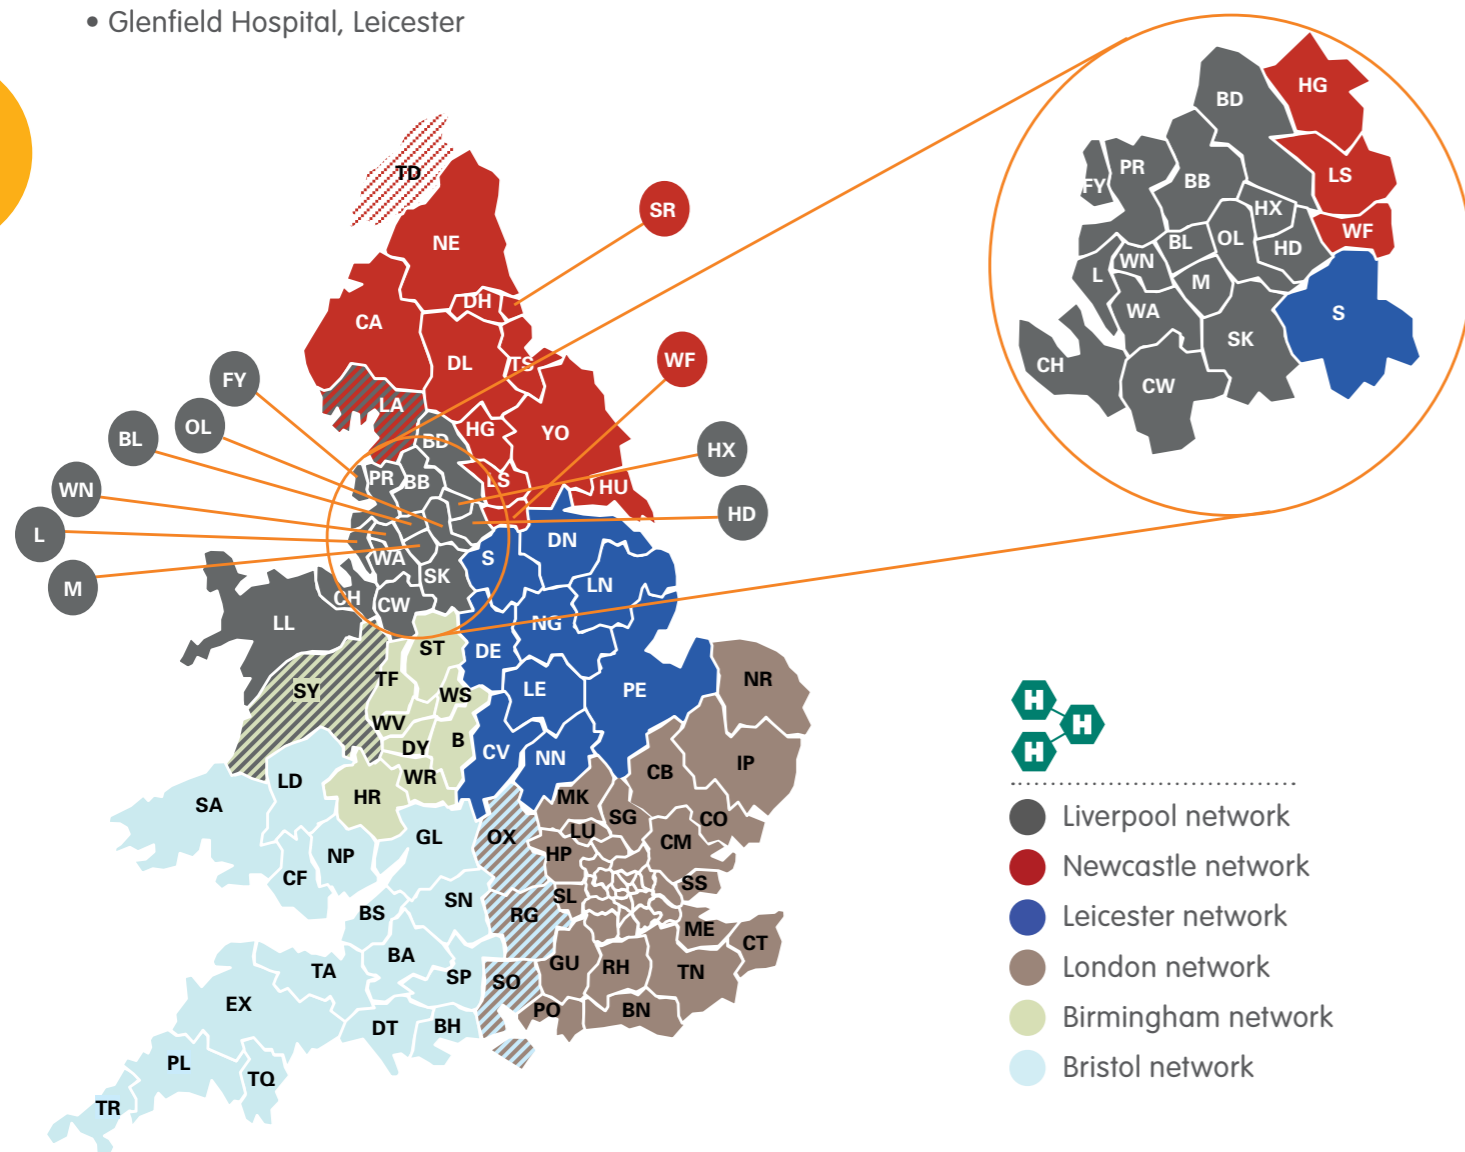 • Glenfield Hospital, Leicester
HG
BD
PR
FY
BB
LS
HX
WF
BL
OL
HD
WN
L
M
WA
S
SK
CH
CW
TD
SR
NE
DH
CA
DL
TS
WF
FY
LA
OL
HG
YO
BL
BD
HX
PR
BB
LS
HU
WN
HD
L
DN
S
WA
M
SK
LN
CH
CW
LL
NG
ST
DE
SY
TF
WS
LE
PE
NR
WV
B
DY
CV
NN
WR
IP
CB
LD
HR
MK
SA
SG
CO
LU
OX
GL
CM
HP
NP
CF
SS
SL
SN
RG
BS
ME
CT
BA
GU
RH
TN
TA
SP
SO
EX
PO
BN
DT
BH
PL
TQ
TR
H
H
H
Liverpool network
Newcastle network
Leicester network
London network
Birmingham network
Bristol network